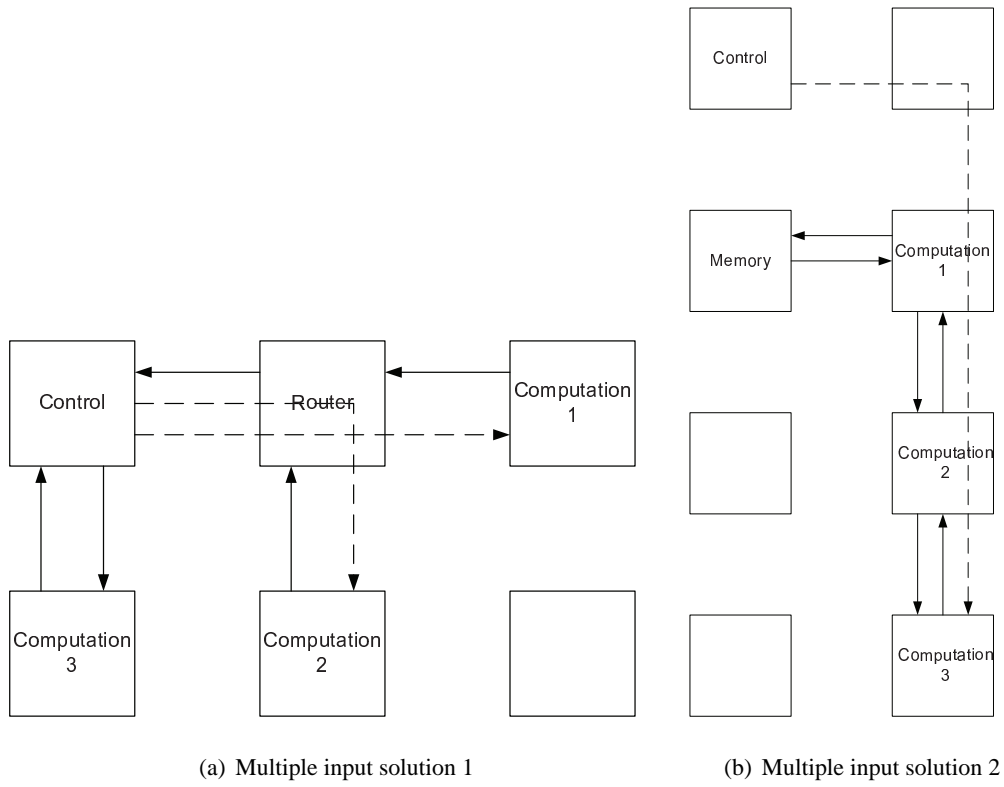 Control
Router
Computation
1
Computation
3
Computation
2
(a) Multiple input solution 1
Control
Memory
Computation
1
Computation
2
Computation
3
(b) Multiple input solution 2